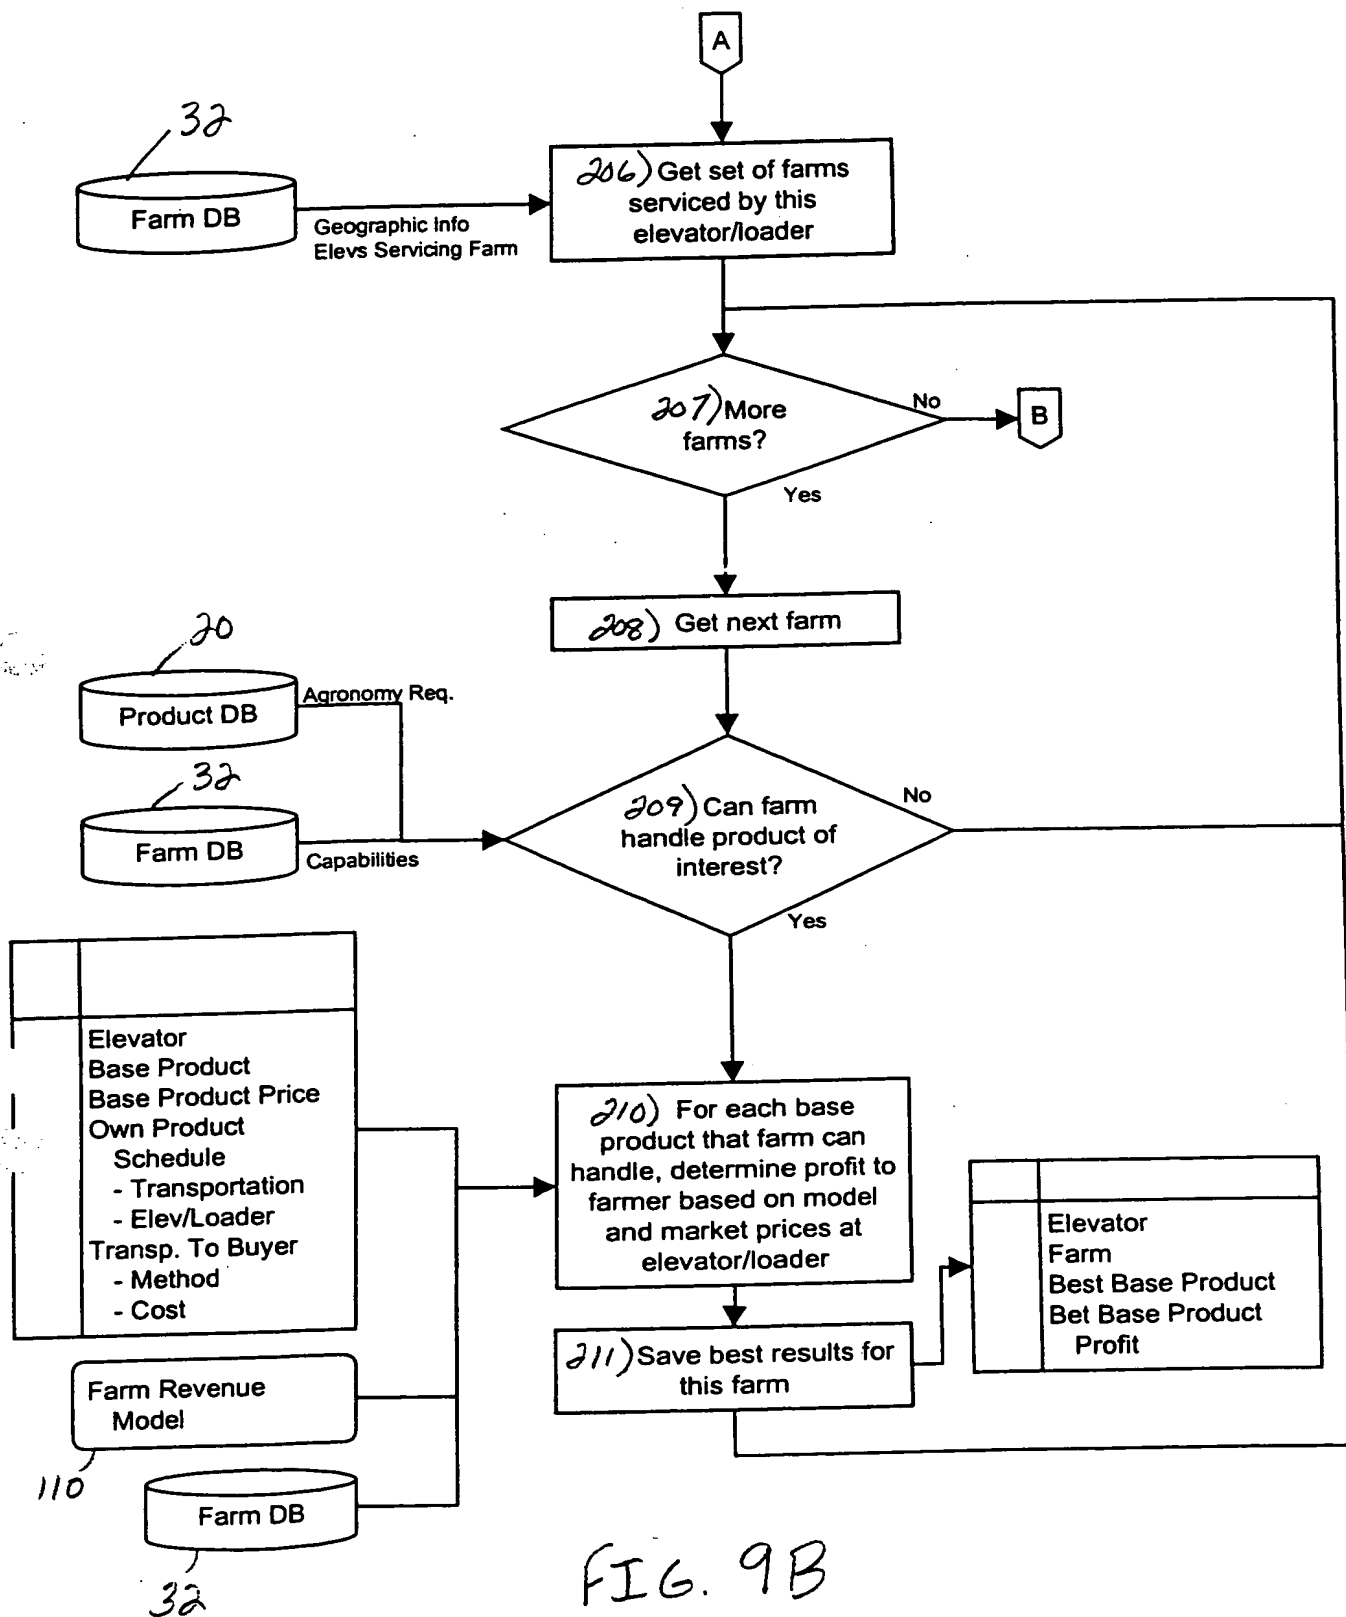 A
32
206) Get set of farms
serviced by this
elevator/loader
Farm DB
Geographic Info
Elevs Servicing Farm
207) More
farms?
No
B
Yes
208) Get next farm
20
Product DB
Agronomy Req.
32
Farm DB
Capabilities
209) Can farm
handle product of
interest?
No
Yes
Elevator
Base Product
Base Product Price
Own Product
Schedule
- Transportation
- Elev/Loader
Transp. To Buyer
- Method
- Cost
210) For each base
product that farm can
handle, determine profit to
farmer based on model
and market prices at
elevator/loader
Elevator
Farm
Best Base Product
Bet Base Product
Profit
211) Save best results for
this farm
Farm Revenue
Model
110
Farm DB
32
FIG. 9B